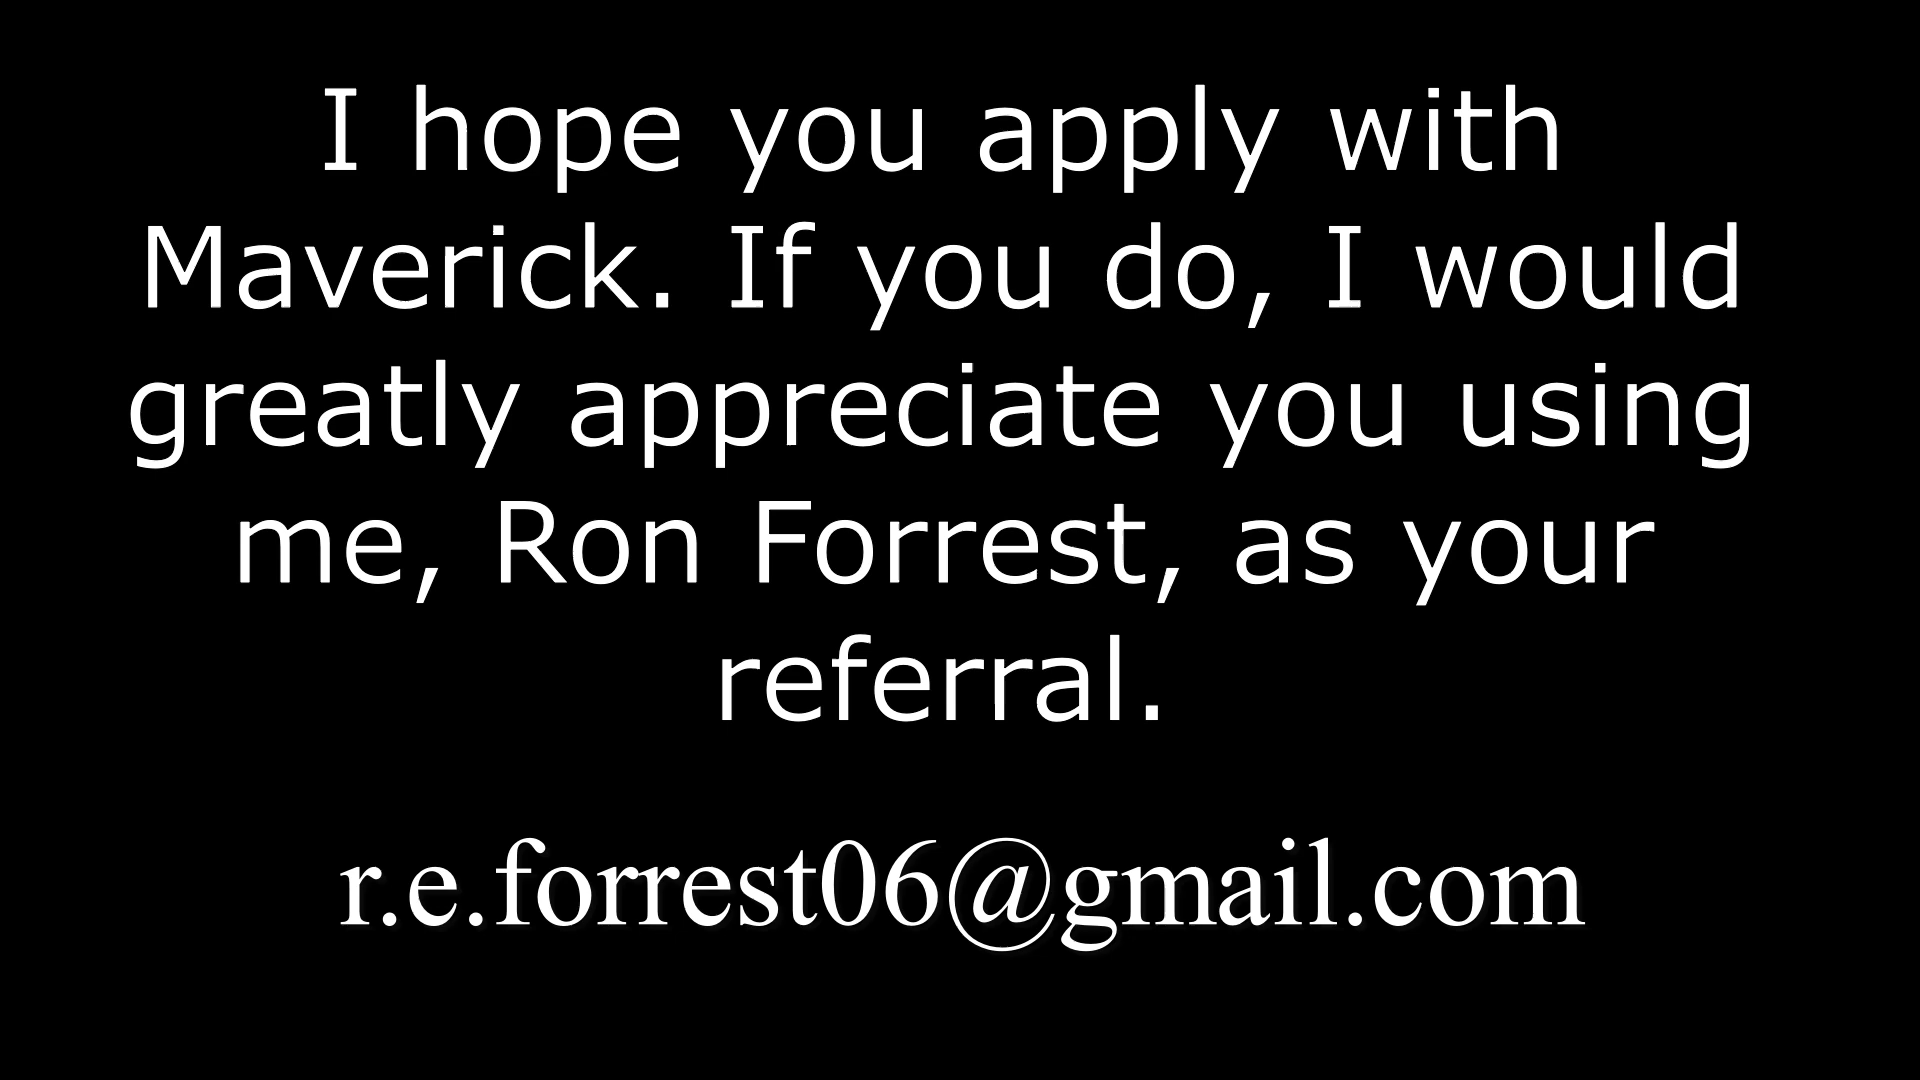 I hope you apply with
Maverick. If you do, I would
greatly appreciate you using
me, Ron Forrest, as your
referral.
r.e.forrest06@gmail.com